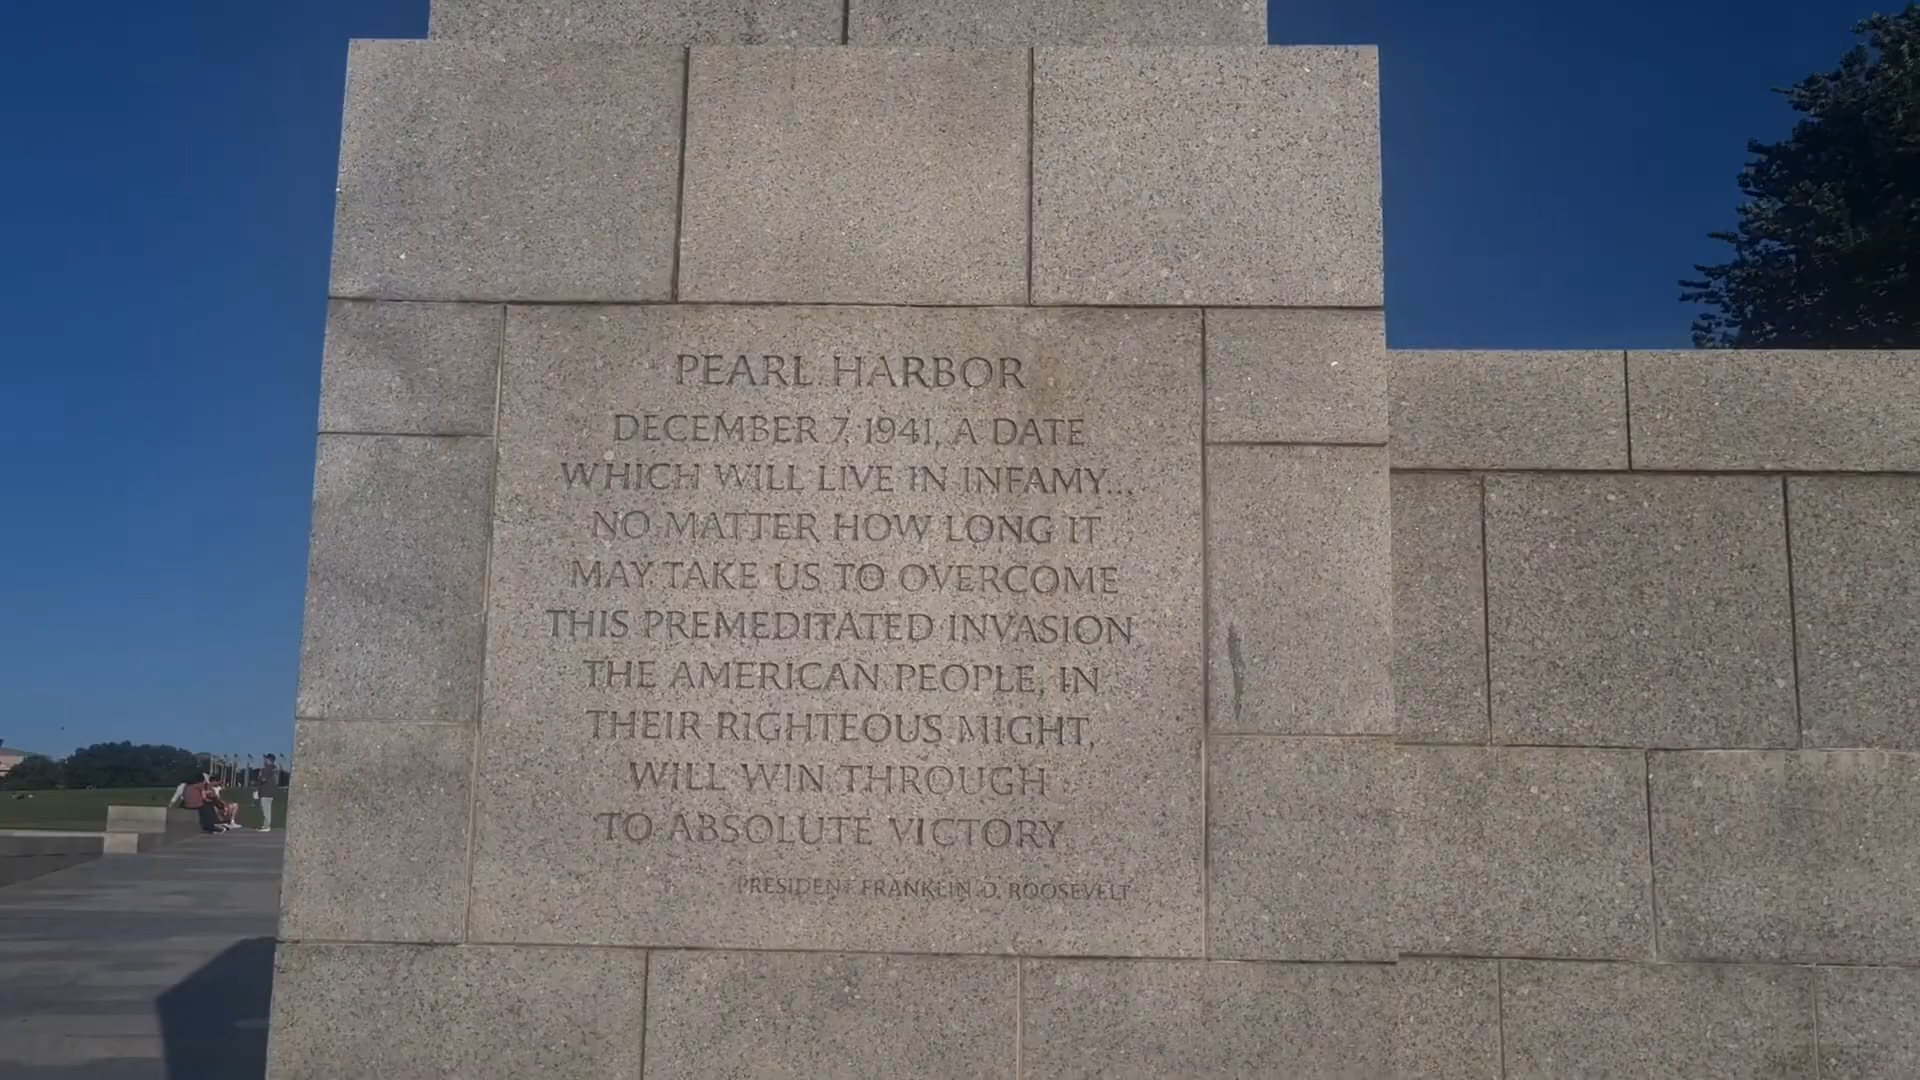 PEARL HARBOR
DECEMBER 7, 1941, A DATE
WHICH WILL LIVE IN INFAMY...
NO MATTER HOW LONG IT
MAY TAKE US TO OVERCOME
THIS PREMEDITATED INVASION,
THE AMERICAN PEOPLE, IN
THEIR RIGHTEOUS MIGHT,
WILL WIN THROUGH
TO ABSOLUTE VICTORY.
PRESIDENT FRANKLIN D. ROOSEVELT